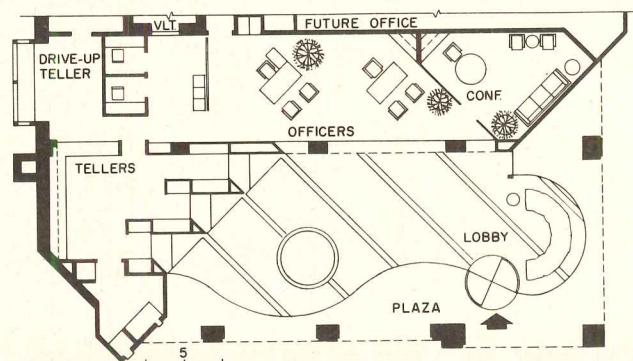 FUTURE OFFICE
VLT.
DRIVE-UP
TELLER
CONF.
OFFICERS
TELLERS
LOBBY
PLAZA
5